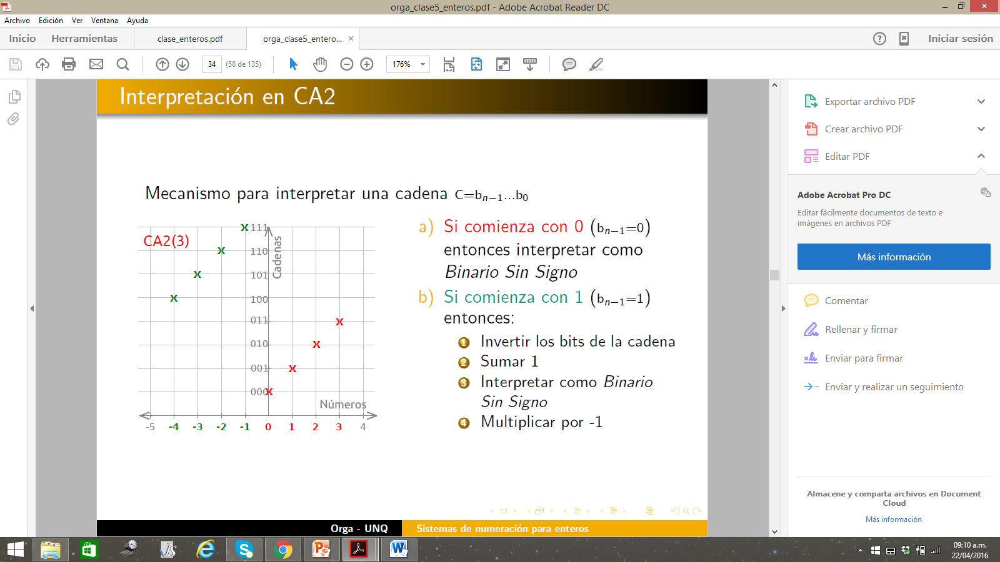 orga_clase5_enteros.pdf - Adobe Acrobat Reader DC
Archivo Edición Ver Ventana Ayuda
Inicio Herramientas clase_enteros.pdf orga_clase5_entero... × Iniciar sesión
34 (58 de 135) 176%
Interpretación en CA2
Mecanismo para interpretar una cadena C=bn−1...b0
CA2(3)
Cadenas
111
110
101
100
011
010
001
000
Números
-5 -4 -3 -2 -1 0 1 2 3 4
a) Si comienza con 0 (bn−1=0)
entonces interpretar como
Binario Sin Signo
b) Si comienza con 1 (bn−1=1)
entonces:
1 Invertir los bits de la cadena
2 Sumar 1
3 Interpretar como Binario
Sin Signo
4 Multiplicar por -1
Orga - UNQ Sistemas de numeración para enteros
Exportar archivo PDF
Crear archivo PDF
Editar PDF
Adobe Acrobat Pro DC
Editar fácilmente documentos de texto e
imágenes en archivos PDF
Más información
Comentar
Rellenar y firmar
Enviar para firmar
Enviar y realizar un seguimiento
Almacene y comparta archivos en Document
Cloud
Más información
09:10 a.m.
22/04/2016